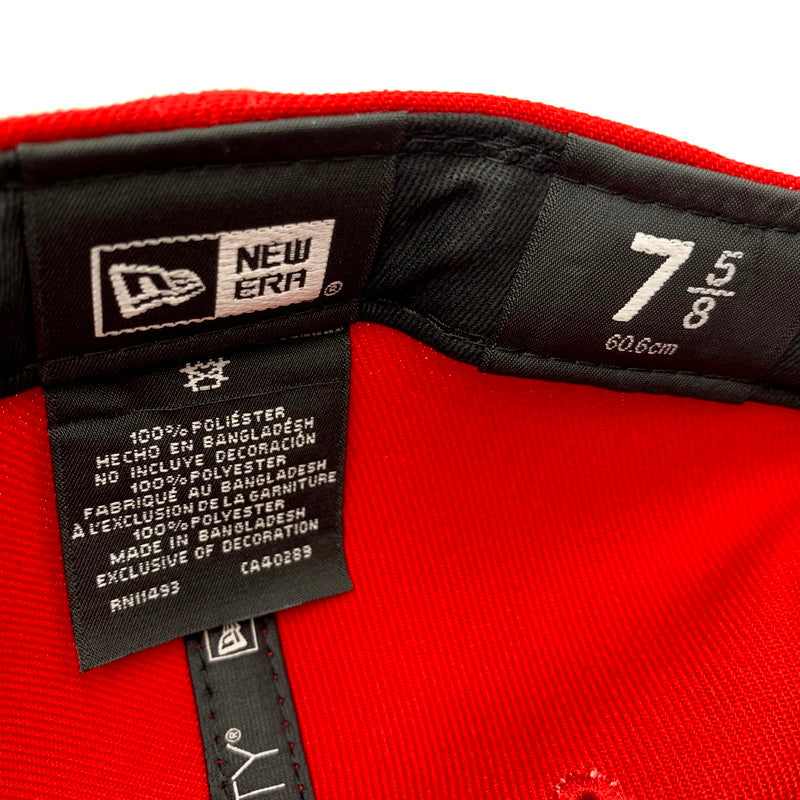 NEW
ERA®
7 5/8
60.6cm
100% POLIÉSTER
HECHO EN BANGLADÉSH
NO INCLUYE DECORACIÓN
100% POLYESTER
FABRIQUÉ AU BANGLADESH
À L'EXCLUSION DE LA GARNITURE
100% POLYESTER
MADE IN BANGLADESH
EXCLUSIVE OF DECORATION
RN11493 CA40289
TY®